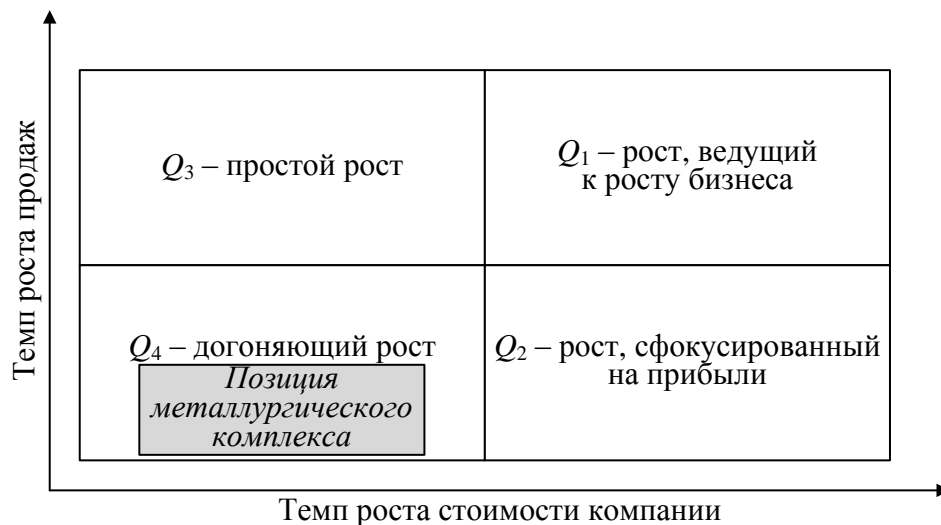 Темп роста продаж
Q3 – простой рост
Q1 – рост, ведущий
к росту бизнеса
Q4 – догоняющий рост
Позиция
металлургического
комплекса
Q2 – рост, сфокусированный
на прибыли
Темп роста стоимости компании